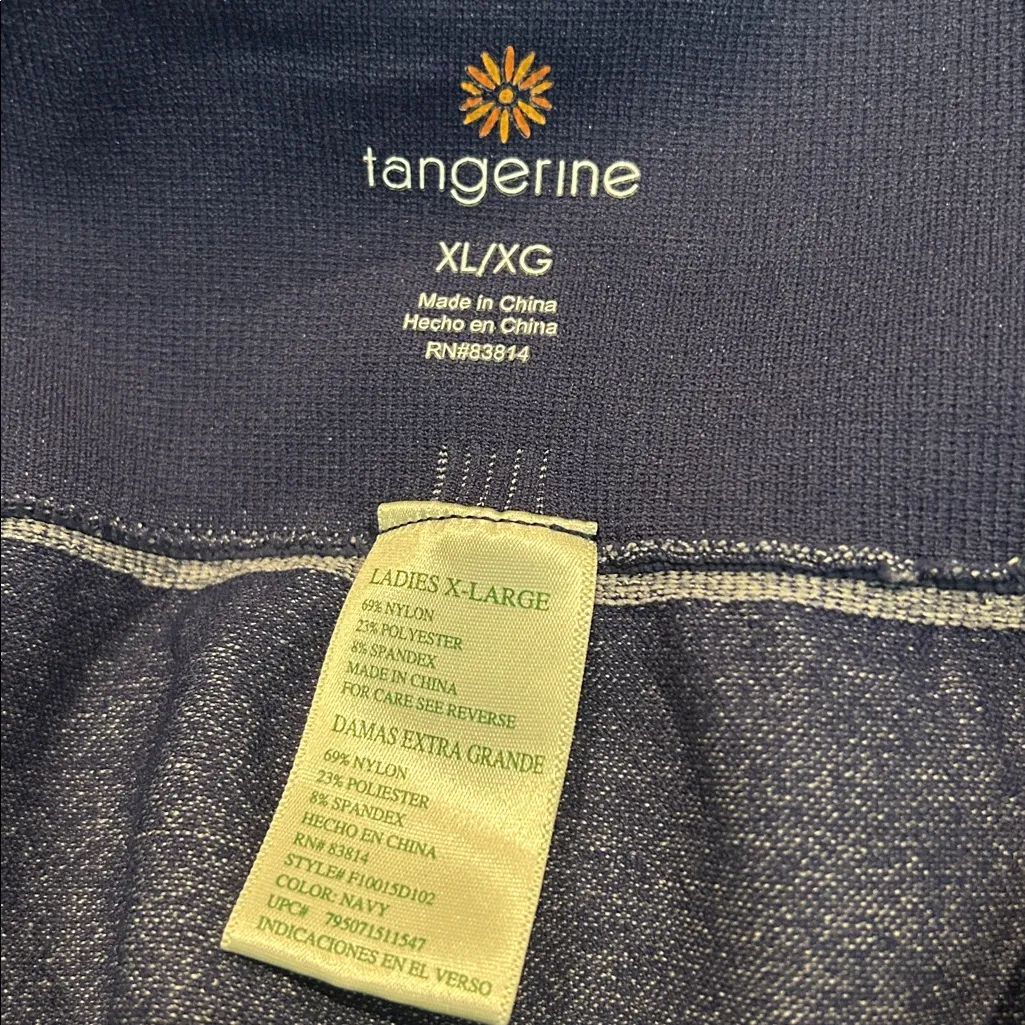 tangerine
XL/XG
Made in China
Hecho en China
RN#83814
LADIES X-LARGE
69% NYLON
23% POLYESTER
8% SPANDEX
MADE IN CHINA
FOR CARE SEE REVERSE
DAMAS EXTRA GRANDE
69% NYLON
23% POLIESTER
8% SPANDEX
HECHO EN CHINA
RN# 83814
STYLE# F10015D102
COLOR: NAVY
UPC# 795071511547
INDICACIONES EN EL VERSO